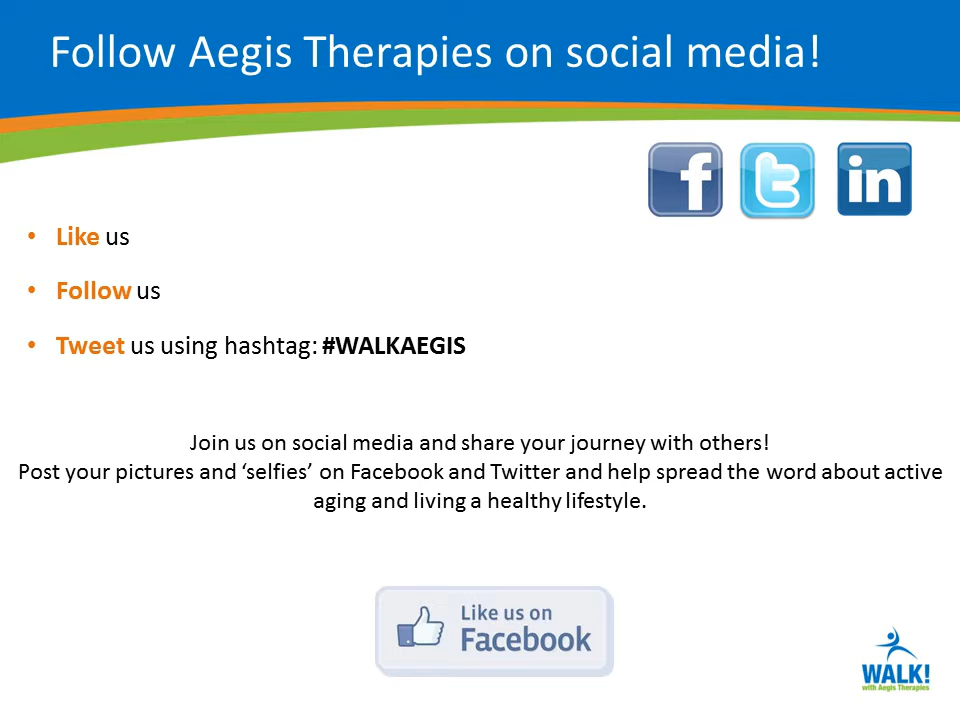 Follow Aegis Therapies on social media!
f t in
• Like us
• Follow us
• Tweet us using hashtag: #WALKAEGIS
Join us on social media and share your journey with others!
Post your pictures and ‘selfies’ on Facebook and Twitter and help spread the word about active
aging and living a healthy lifestyle.
Like us on
Facebook
WALK!
with Aegis Therapies